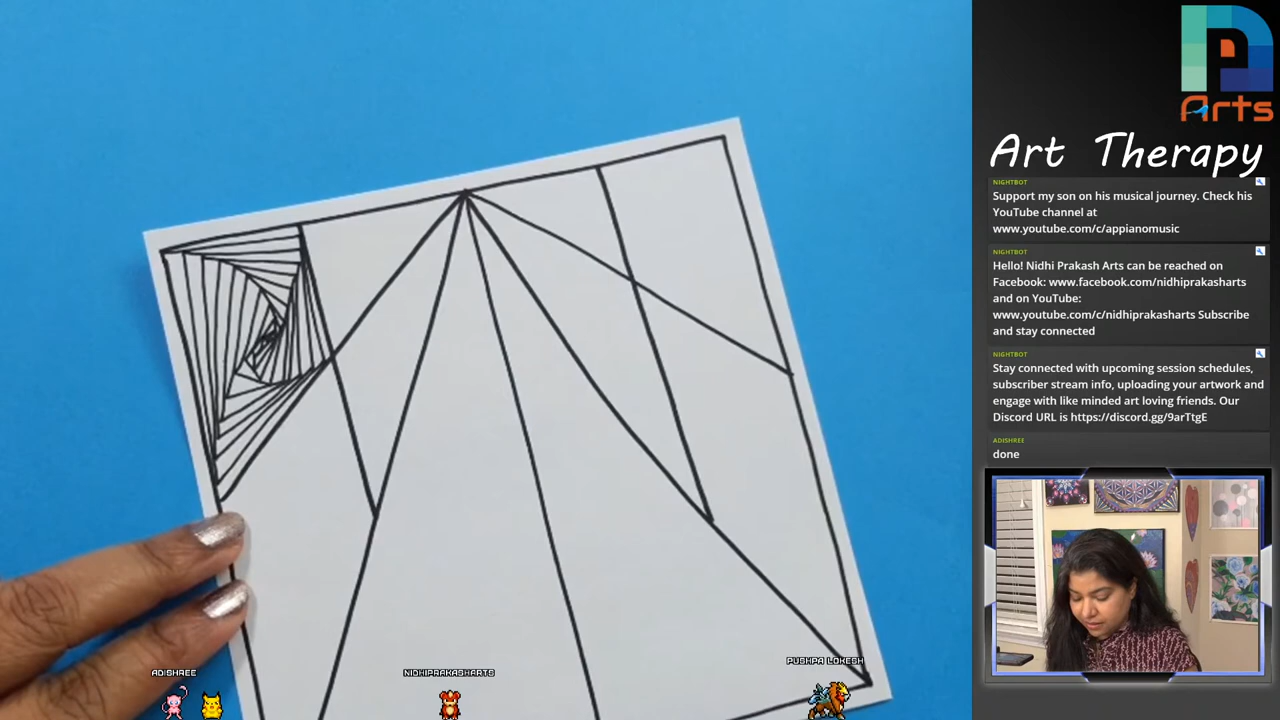 Arts
Art Therapy
NIGHTBOT
Support my son on his musical journey. Check his
YouTube channel at
www.youtube.com/c/appianomusic
NIGHTBOT
Hello! Nidhi Prakash Arts can be reached on
Facebook: www.facebook.com/nidhiprakasharts
and on YouTube:
www.youtube.com/c/nidhiprakasharts Subscribe
and stay connected
NIGHTBOT
Stay connected with upcoming session schedules,
subscriber stream info, uploading your artwork and
engage with like minded art loving friends. Our
Discord URL is https://discord.gg/9arTtgE
ADISHREE
done
ADISHREE
NIDHIPRAKASHARTS
PUSHPA LOKESH